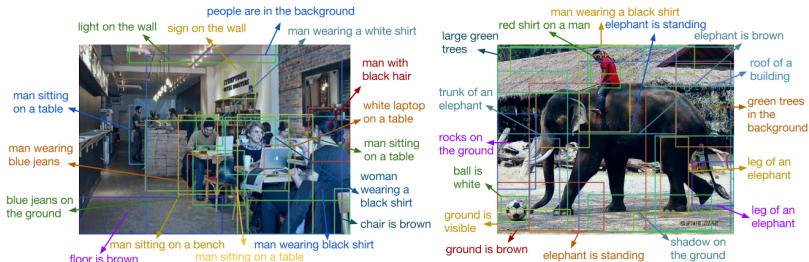 people are in the background
light on the wall
sign on the wall
man wearing a white shirt
man with
black hair
man sitting
on a table
white laptop
on a table
man wearing
blue jeans
man sitting
on a table
woman
wearing a
black shirt
blue jeans on
the ground
chair is brown
man sitting on a bench
man wearing black shirt
floor is brown
man sitting on a table
man wearing a black shirt
red shirt on a man
elephant is standing
large green
trees
elephant is brown
roof of a
building
trunk of an
elephant
green trees
in the
background
rocks on
the ground
leg of an
elephant
ball is
white
leg of an
elephant
ground is
visible
ground is brown
elephant is standing
shadow on
the ground